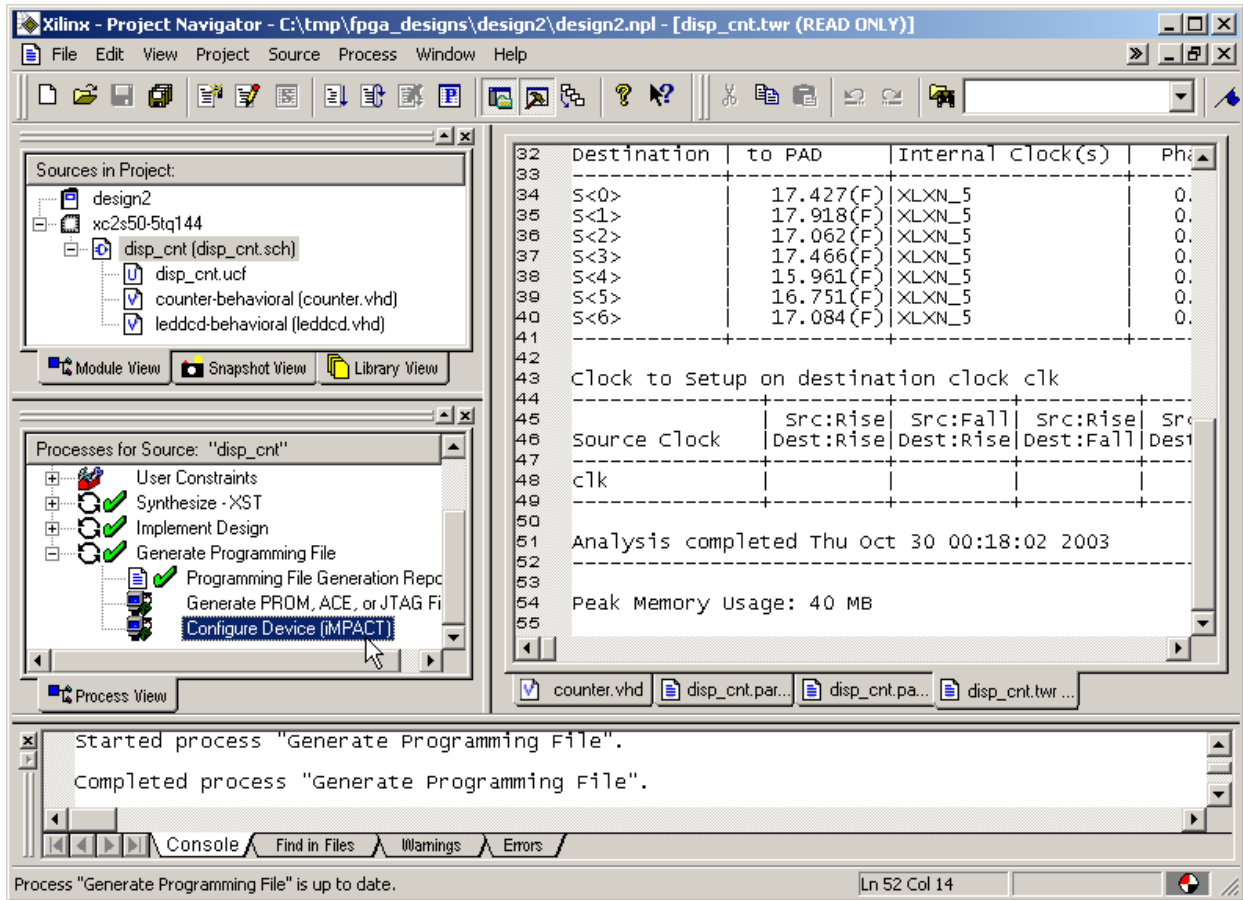 Xilinx - Project Navigator - C:\tmp\fpga_designs\design2\design2.npl - [disp_cnt.twr (READ ONLY)]
File Edit View Project Source Process Window Help
Sources in Project:
design2
xc2s50-5tq144
disp_cnt (disp_cnt.sch)
disp_cnt.ucf
counter-behavioral (counter.vhd)
leddcd-behavioral (leddcd.vhd)
Module View Snapshot View Library View
Processes for Source: "disp_cnt"
User Constraints
Synthesize - XST
Implement Design
Generate Programming File
Programming File Generation Repo
Generate PROM, ACE, or JTAG Fi
Configure Device (iMPACT)
Process View
32 Destination | to PAD |Internal Clock(s) | Pha
33 ------------+------------+------------------+-----
34 S<0> | 17.427(F)|XLXN_5 | 0.
35 S<1> | 17.918(F)|XLXN_5 | 0.
36 S<2> | 17.062(F)|XLXN_5 | 0.
37 S<3> | 17.466(F)|XLXN_5 | 0.
38 S<4> | 15.961(F)|XLXN_5 | 0.
39 S<5> | 16.751(F)|XLXN_5 | 0.
40 S<6> | 17.084(F)|XLXN_5 | 0.
41 ------------+------------+------------------+-----
42
43 Clock to Setup on destination clock clk
44 ---------------+---------+---------+---------+----
45 | Src:Rise| Src:Fall| Src:Rise| Src
46 Source Clock |Dest:Rise|Dest:Rise|Dest:Fall|Dest
47 ---------------+---------+---------+---------+----
48 clk | | | |
49 ---------------+---------+---------+---------+----
50
51 Analysis completed Thu Oct 30 00:18:02 2003
52 --------------------------------------------------
53
54 Peak Memory Usage: 40 MB
55
counter.vhd disp_cnt.par... disp_cnt.pa... disp_cnt.twr ...
Started process "Generate Programming File".
Completed process "Generate Programming File".
Console Find in Files Warnings Errors
Process "Generate Programming File" is up to date. Ln 52 Col 14